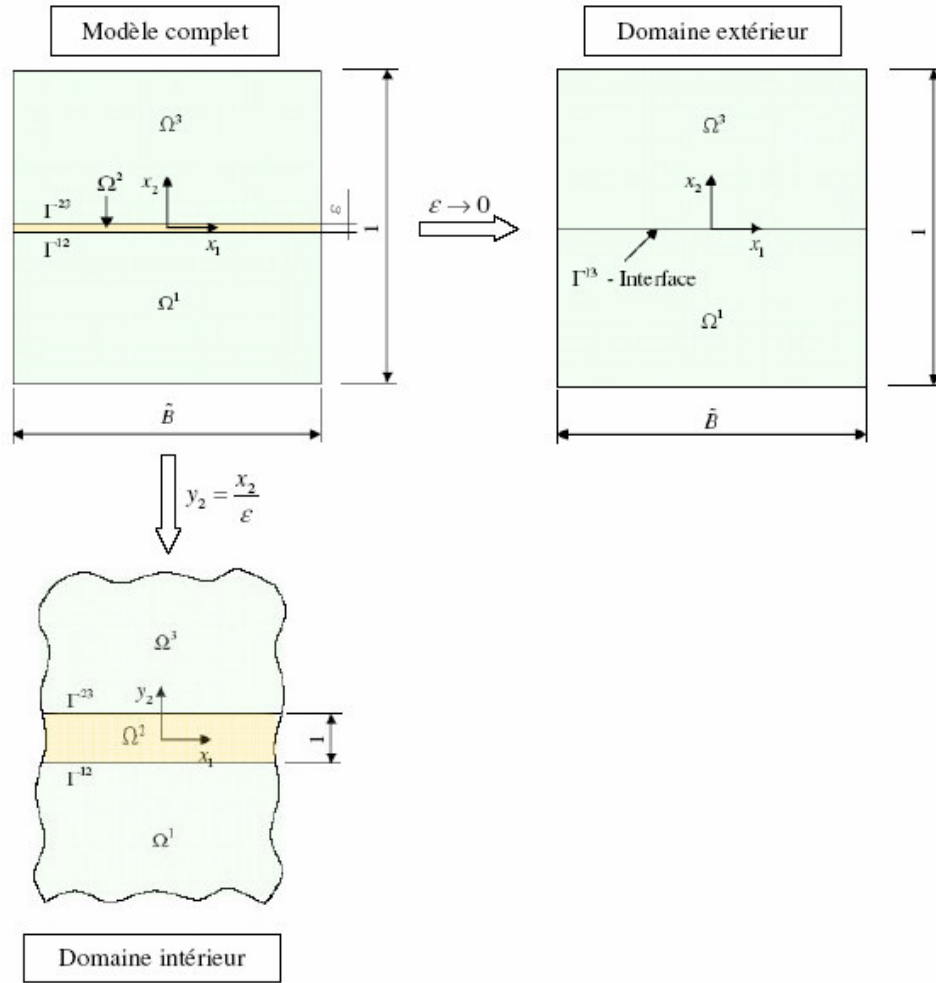 Modèle complet
Domaine extérieur
Ω³
Ω²
x₂
Γ²³
x₁
Γ¹²
ε
1
Ω¹
B̃
ε → 0
Ω³
x₂
x₁
Γ¹³ - Interface
Ω¹
1
B̃
y₂ = x₂/ε
Ω³
Γ²³
y₂
Ω²
x₁
1
Γ¹²
Ω¹
Domaine intérieur